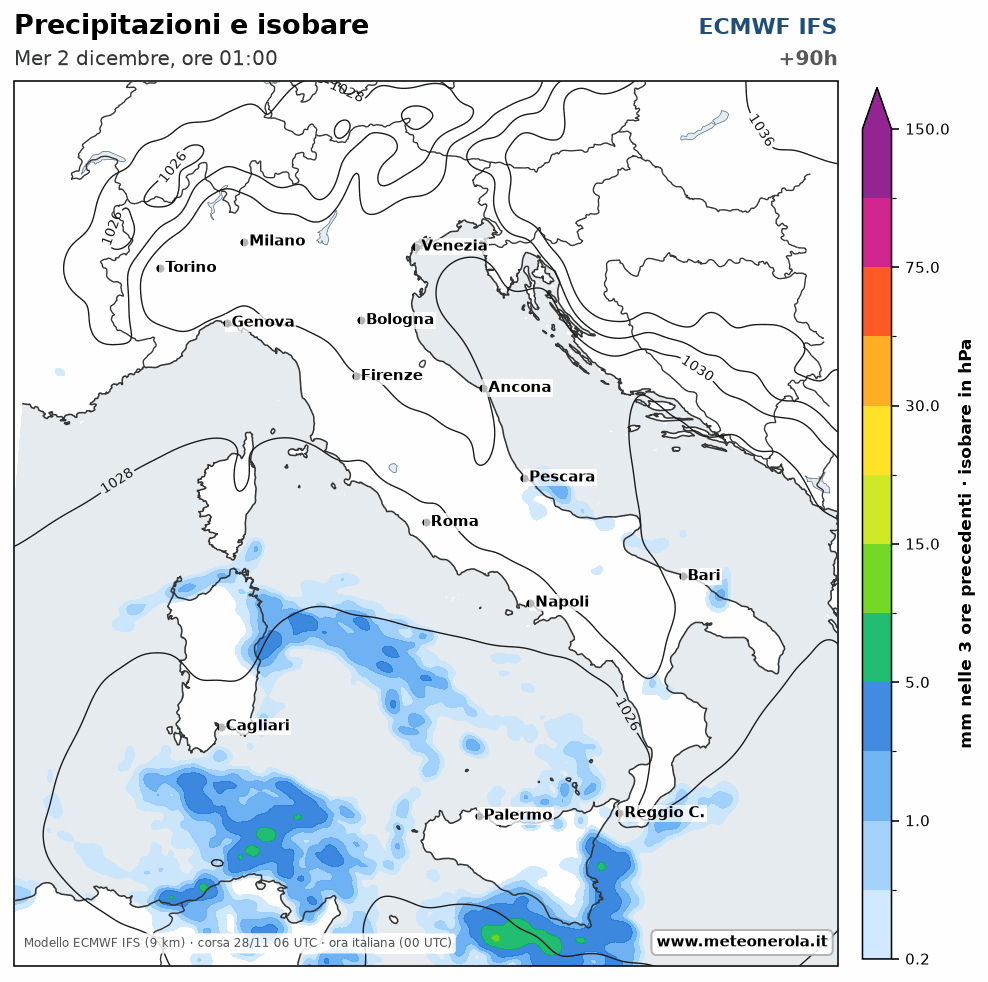 Precipitazioni e isobare
ECMWF IFS
Mer 2 dicembre, ore 01:00
+90h
1028
1036
1026
1026
Milano
Venezia
Torino
Genova
Bologna
Firenze
1030
Ancona
1028
Pescara
Roma
Bari
Napoli
1026
Cagliari
Palermo
Reggio C.
Modello ECMWF IFS (9 km) · corsa 28/11 06 UTC · ora italiana (00 UTC)
www.meteonerola.it
150.0
75.0
30.0
15.0
5.0
1.0
0.2
mm nelle 3 ore precedenti · isobare in hPa